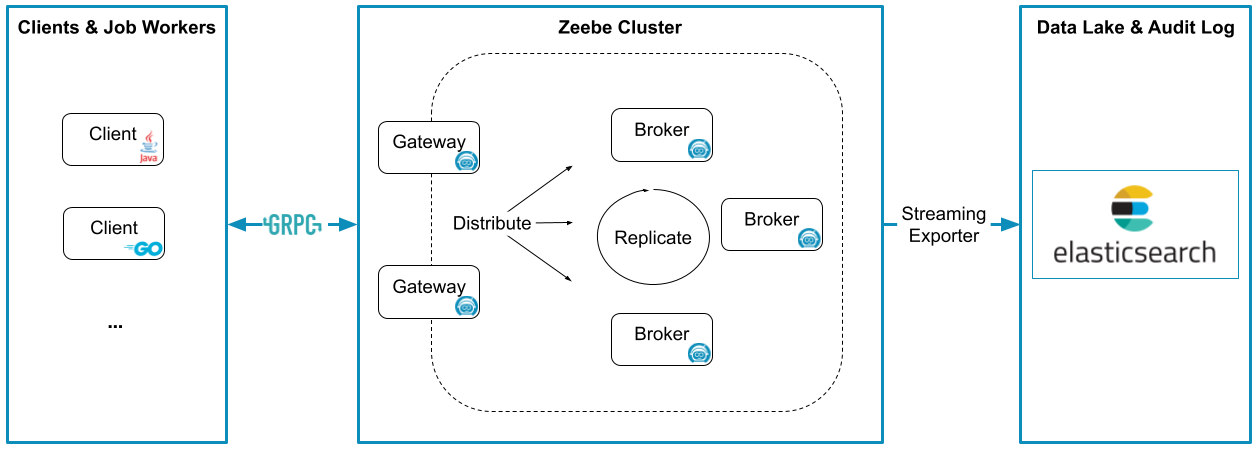 Clients & Job Workers
Client
Java
Client
GO
...
GRPC
Zeebe Cluster
Gateway
Gateway
Distribute
Broker
Replicate
Broker
Broker
Streaming
Exporter
Data Lake & Audit Log
elasticsearch